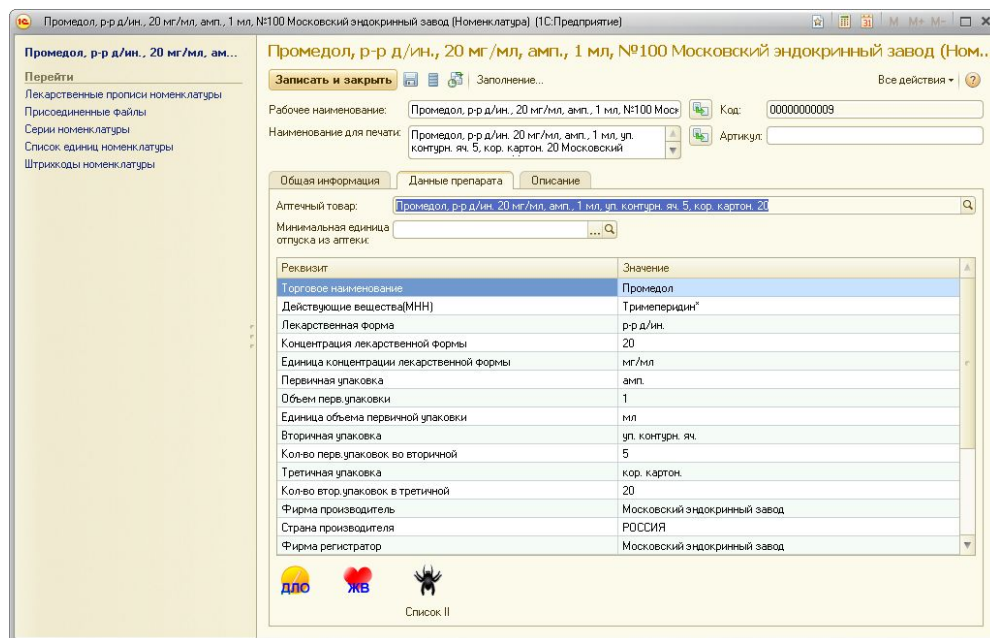 Промедол, р-р д/ин., 20 мг/мл, амп., 1 мл, №100 Московский эндокринный завод (Номенклатура) (1С:Предприятие)
31 M M+ M-
Промедол, р-р д/ин., 20 мг/мл, ам...
Перейти
Лекарственные прописи номенклатуры
Присоединенные файлы
Серии номенклатуры
Список единиц номенклатуры
Штрихкоды номенклатуры
Промедол, р-р д/ин., 20 мг/мл, амп., 1 мл, №100 Московский эндокринный завод (Ном...
Записать и закрыть Заполнение... Все действия ?
Рабочее наименование: Промедол, р-р д/ин., 20 мг/мл, амп., 1 мл, №100 Моск Код: 00000000009
Наименование для печати: Промедол, р-р д/ин. 20 мг/мл, амп., 1 мл, уп. Артикул:
контурн. яч. 5, кор. картон. 20 Московский
Общая информация Данные препарата Описание
Аптечный товар: Промедол, р-р д/ин. 20 мг/мл, амп., 1 мл, уп. контурн. яч. 5, кор. картон. 20
Минимальная единица ...
отпуска из аптеки:
Реквизит Значение
Торговое наименование Промедол
Действующие вещества(МНН) Тримеперидин*
Лекарственная форма р-р д/ин.
Концентрация лекарственной формы 20
Единица концентрации лекарственной формы мг/мл
Первичная упаковка амп.
Объем перв.упаковки 1
Единица объема первичной упаковки мл
Вторичная упаковка уп. контурн. яч.
Кол-во перв.упаковок во вторичной 5
Третичная упаковка кор. картон.
Кол-во втор.упаковок в третичной 20
Фирма производитель Московский эндокринный завод
Страна производителя РОССИЯ
Фирма регистратор Московский эндокринный завод
ДЛО ЖВ
Список II